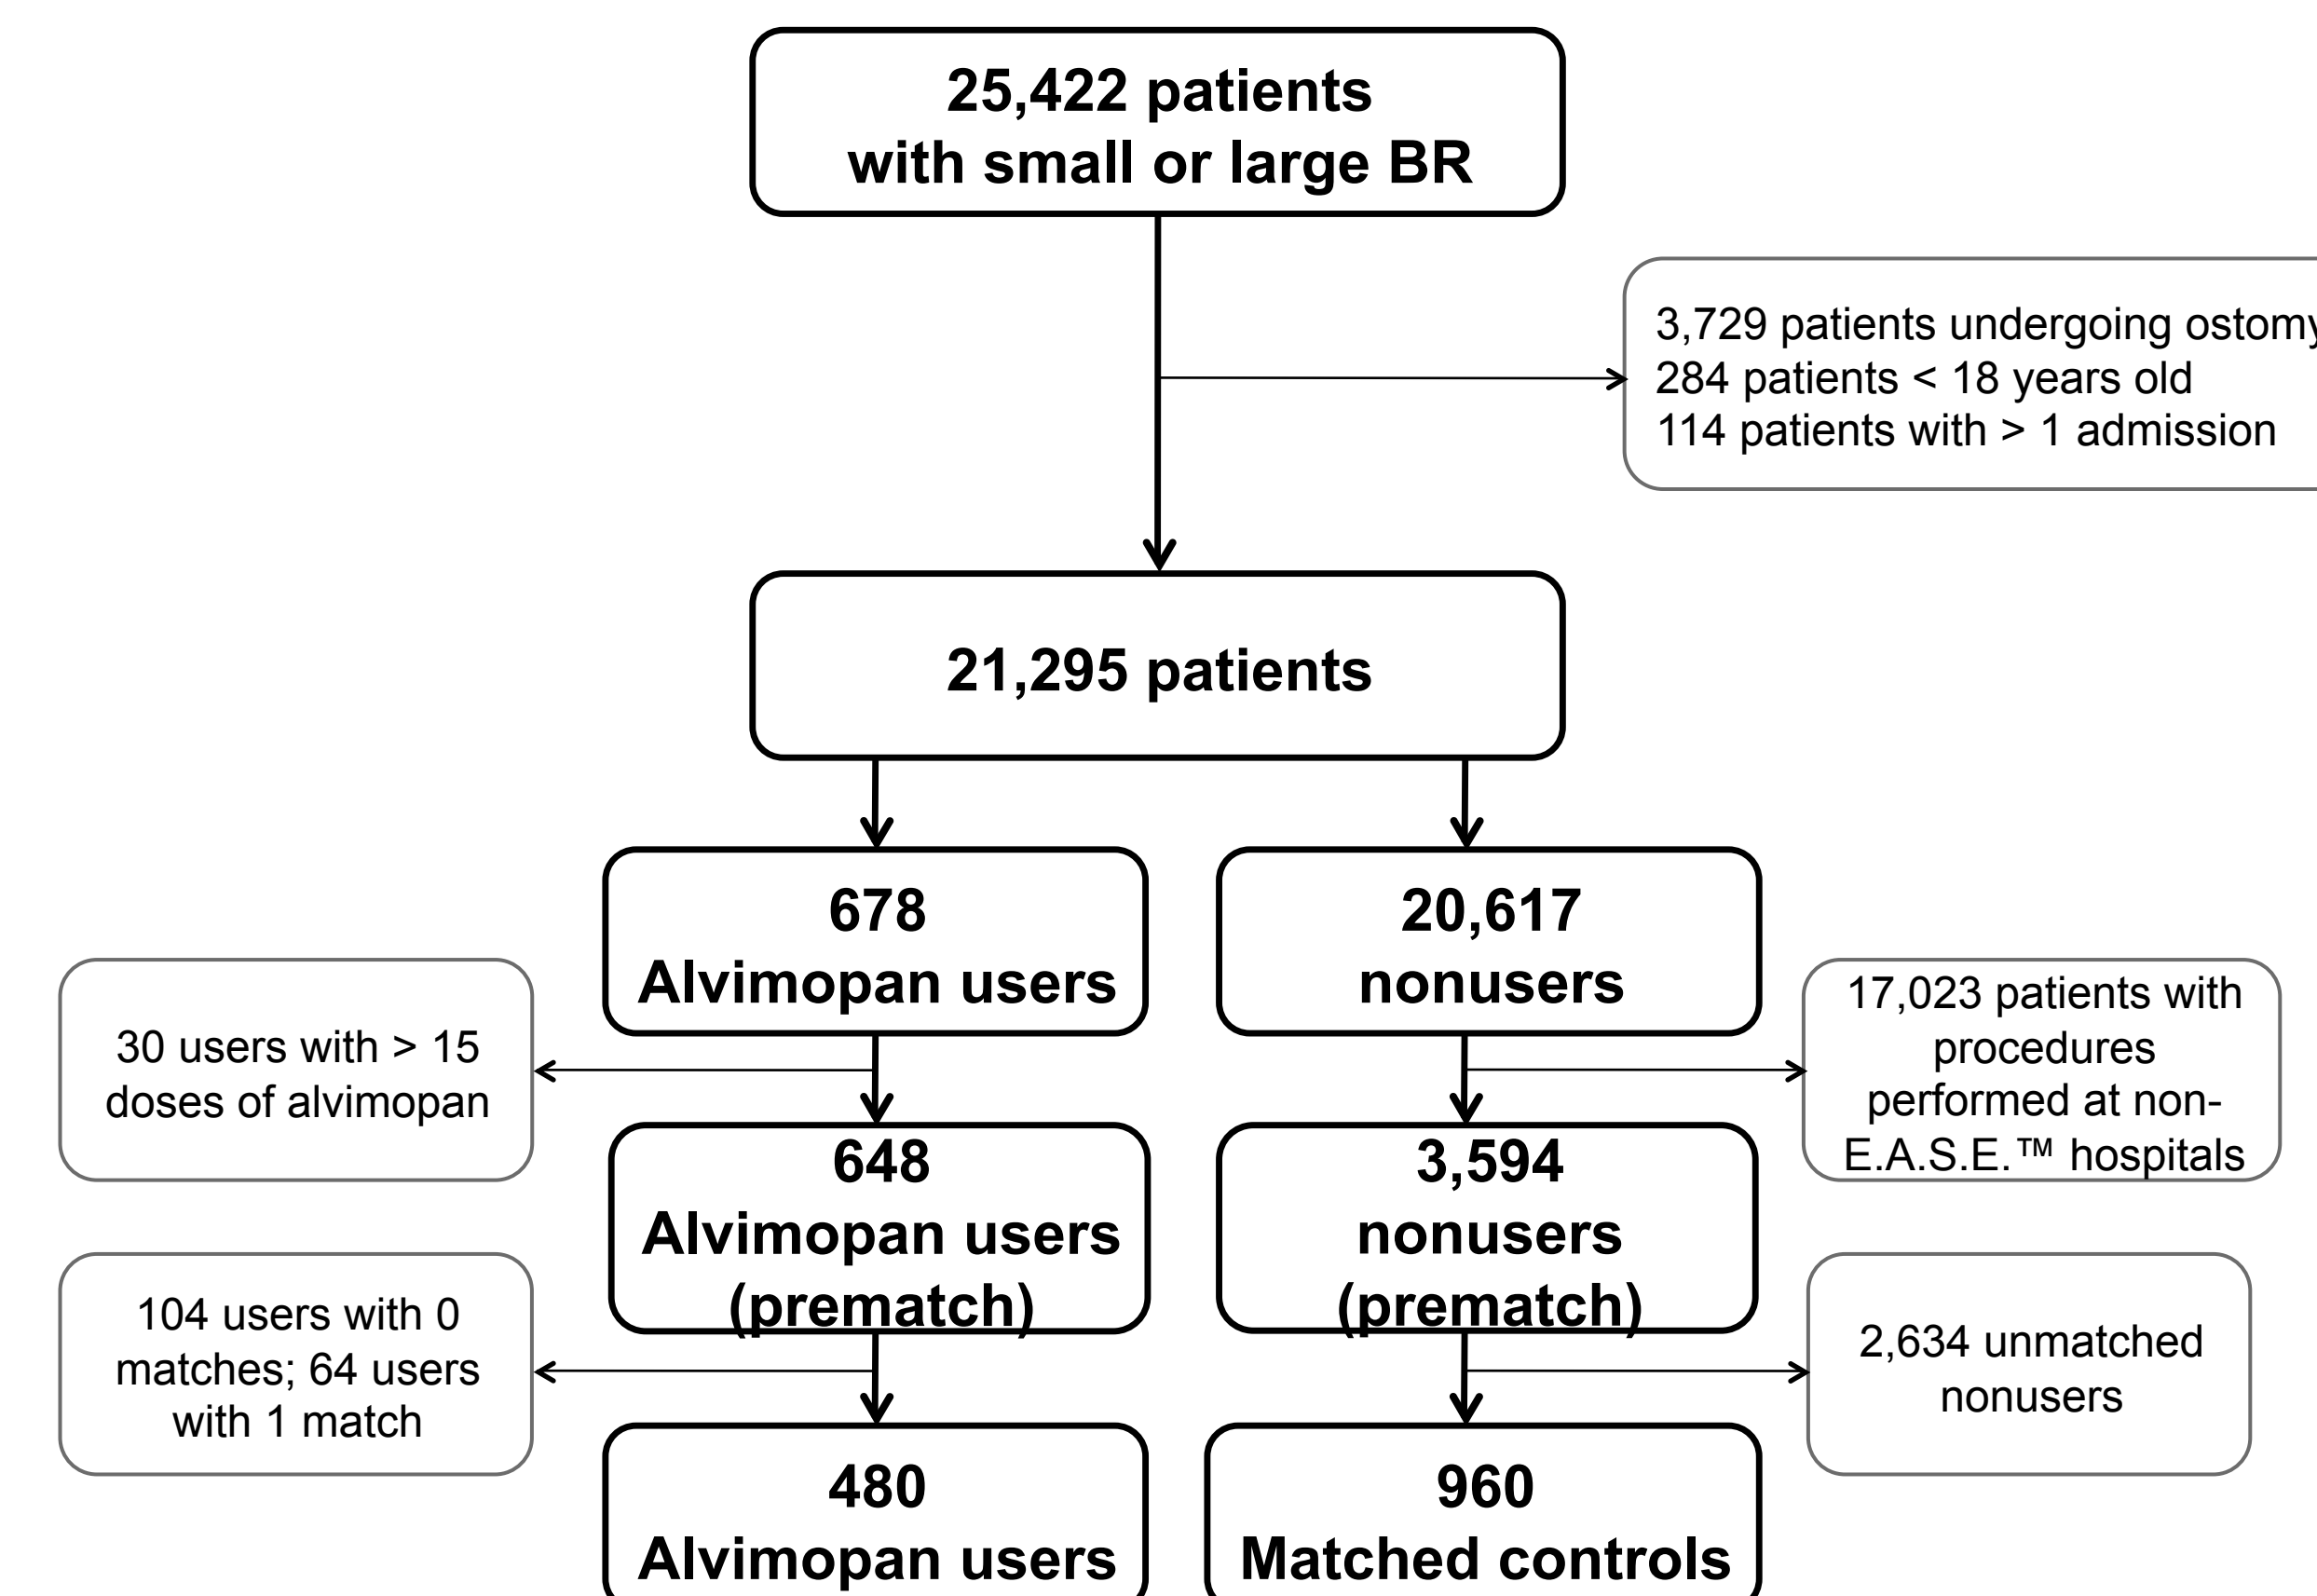 25,422 patients
with small or large BR
3,729 patients undergoing ostomy
284 patients < 18 years old
114 patients with > 1 admission
21,295 patients
678
Alvimopan users
20,617
nonusers
30 users with > 15
doses of alvimopan
17,023 patients with
procedures
performed at non-
E.A.S.E.™ hospitals
648
Alvimopan users
(prematch)
3,594
nonusers
(prematch)
104 users with 0
matches; 64 users
with 1 match
2,634 unmatched
nonusers
480
Alvimopan users
960
Matched controls